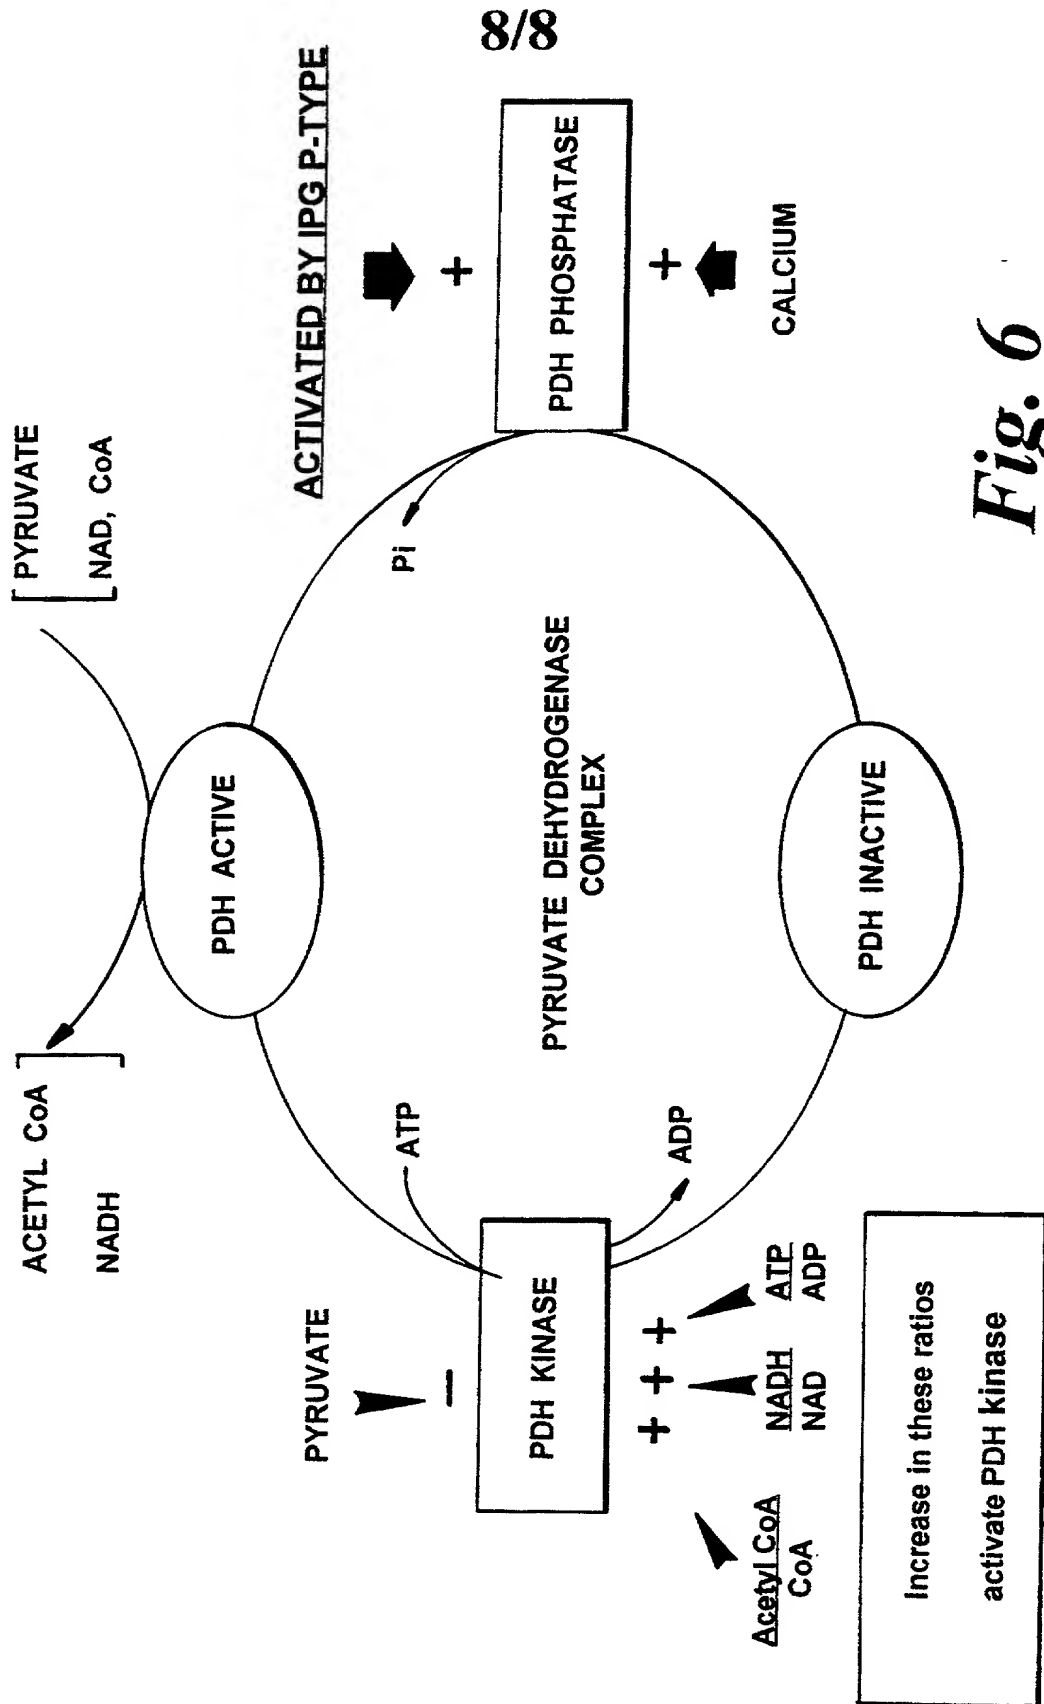 8/8
ACETYL CoA
NADH
PYRUVATE
NAD, CoA
ACTIVATED BY IPG P-TYPE
PYRUVATE
PDH ACTIVE
ATP
Pi
+
−
PDH KINASE
PYRUVATE DEHYDROGENASE
COMPLEX
PDH PHOSPHATASE
+ + +
ADP
+
Acetyl CoA
CoA
NADH
NAD
ATP
ADP
CALCIUM
PDH INACTIVE
Increase in these ratios
activate PDH kinase
Fig. 6